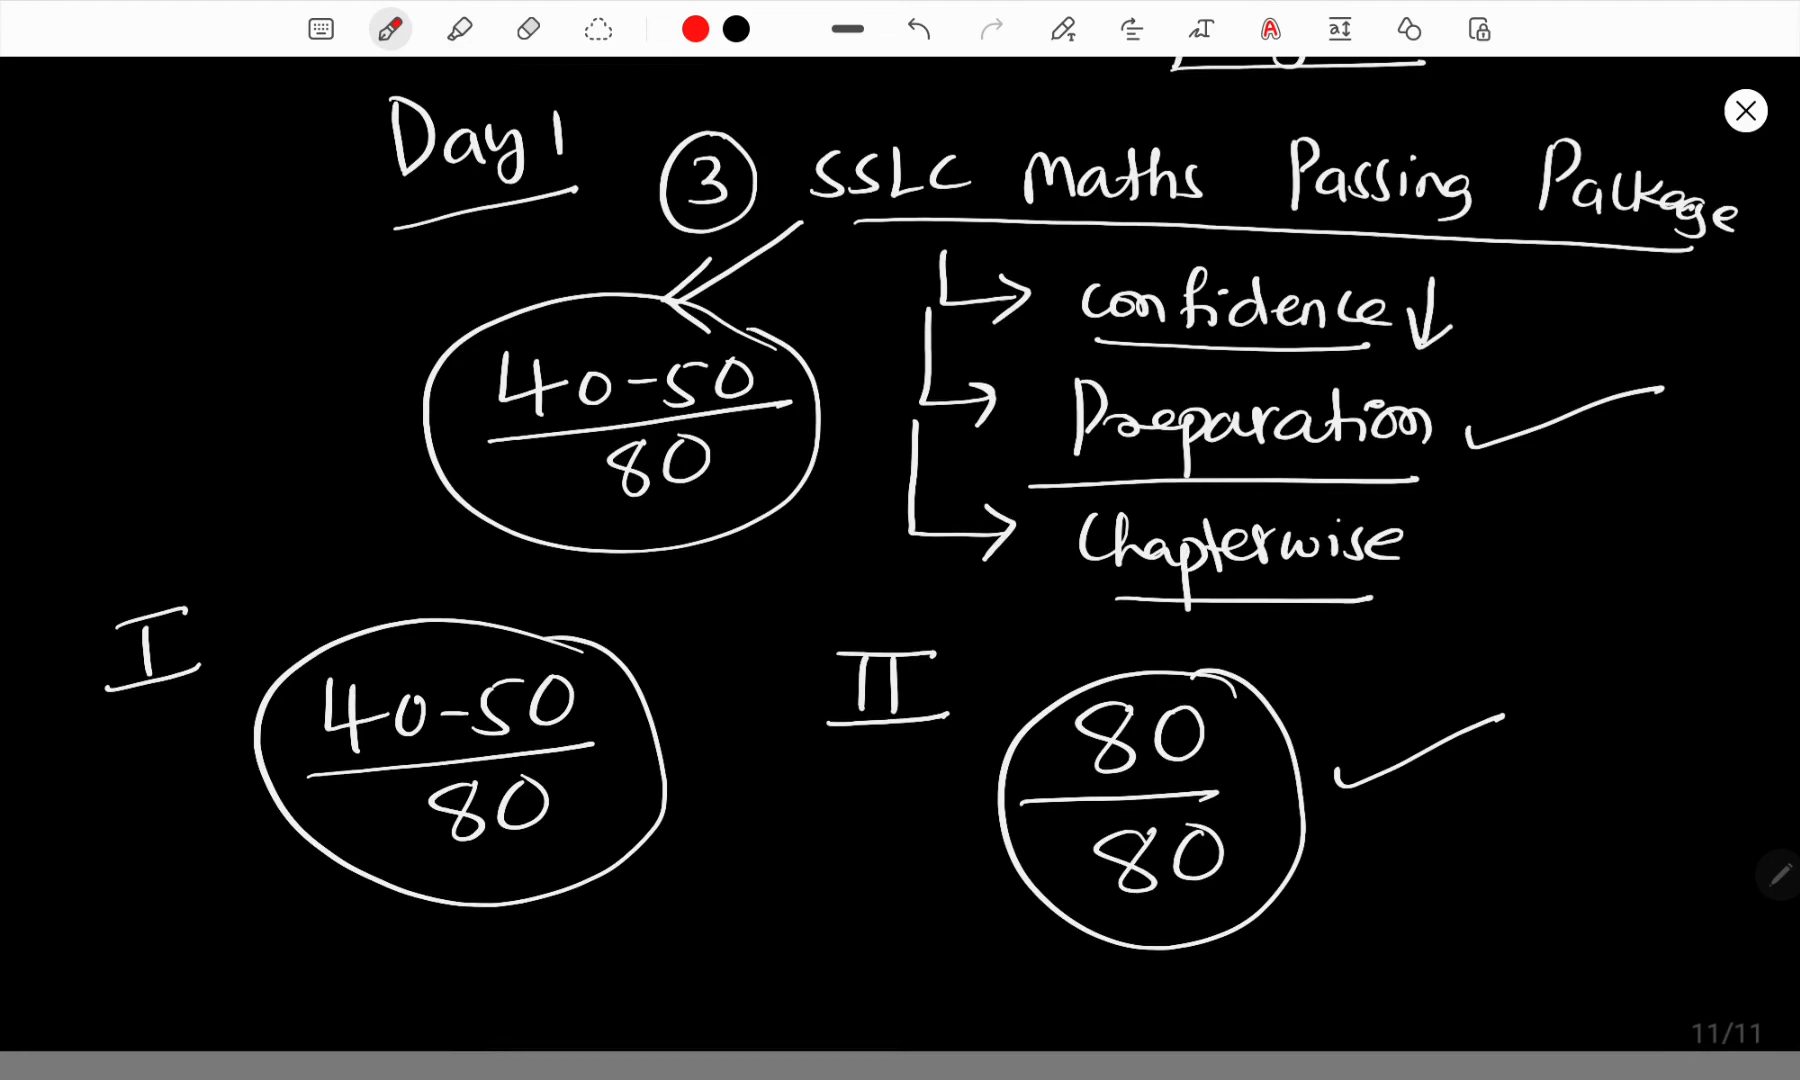 Day 1
③ SSLC Maths Passing Package
confidence ↓
40-50
80
Preparation ✓
Chapterwise
I
40-50
80
II
80
80
✓
11/11